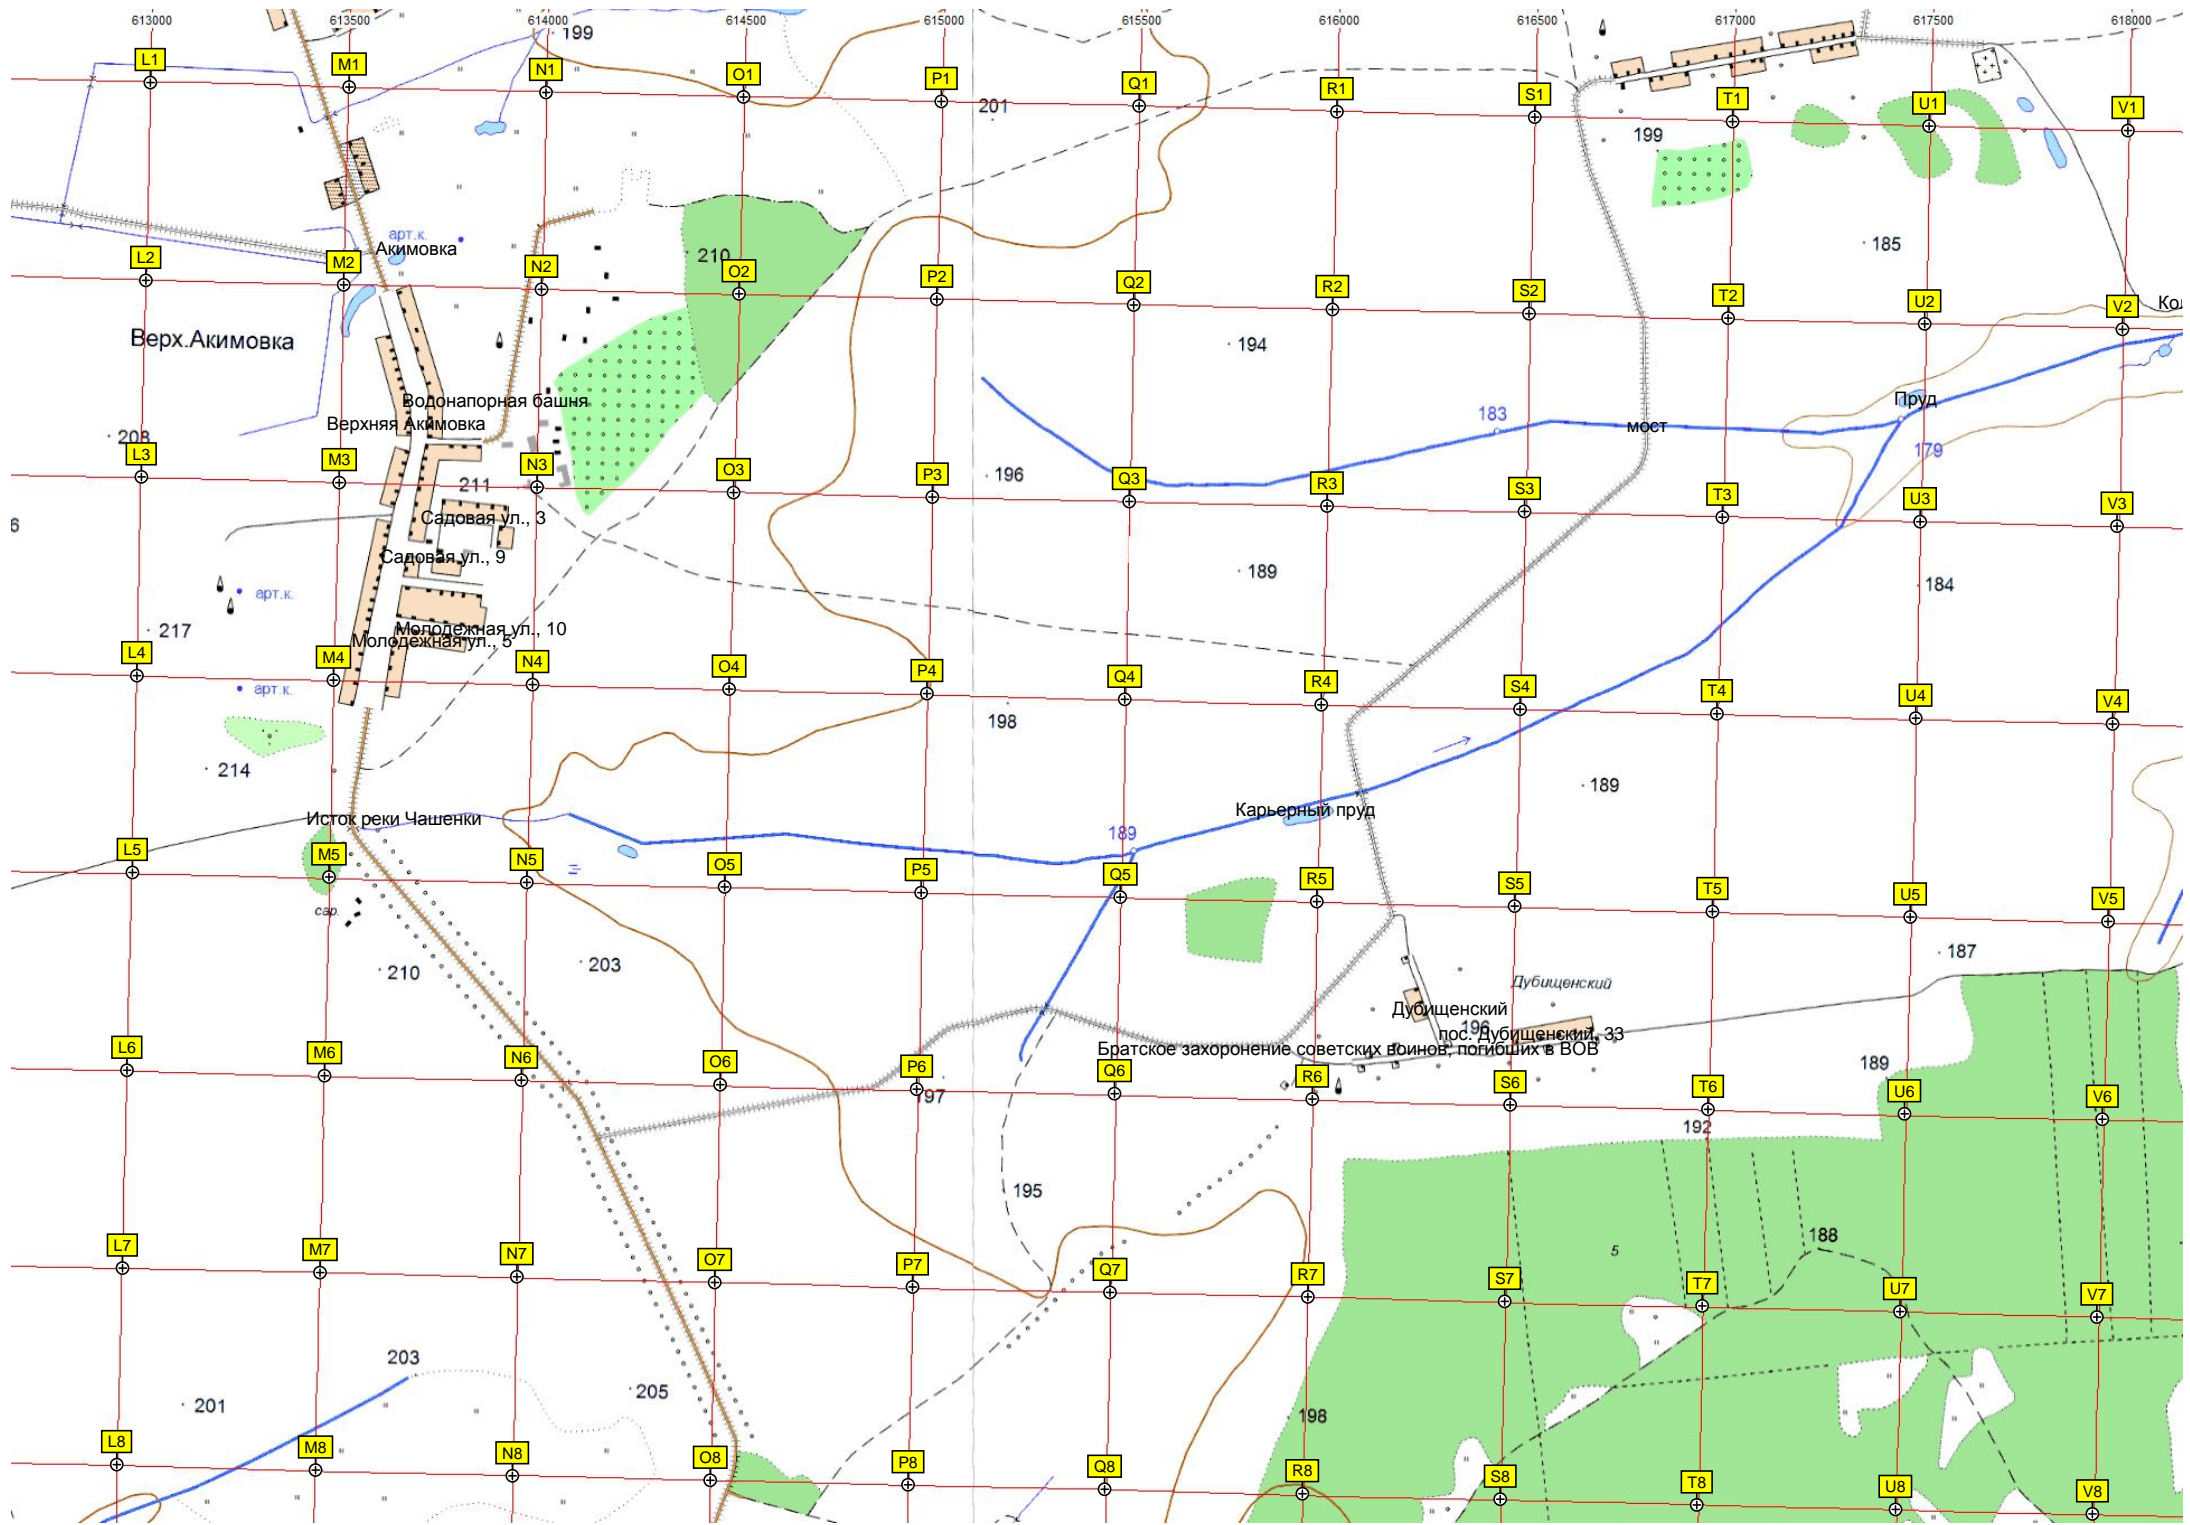 613000 613500 614000 614500 615000 615500 616000 616500 617000 617500 618000
199
L1 M1 N1 O1 P1 Q1 R1 S1 T1 U1 V1
201
199
арт.к.
Акимовка
185
210
L2 M2 N2 O2 P2 Q2 R2 S2 T2 U2 V2
Верх.Акимовка
194
Водонапорная башня
Пруд
183
Верхняя Акимовка
мост
208
179
L3 M3 N3 O3 P3 Q3 R3 S3 T3 U3 V3
196
211
Садовая ул., 3
6
Садовая ул., 9
189
184
арт.к.
217
Молодежная ул., 10
Молодежная ул., 5
L4 M4 N4 O4 P4 Q4 R4 S4 T4 U4 V4
арт.к.
198
214
189
Карьерный пруд
Исток реки Чашенки
189
L5 M5 N5 O5 P5 Q5 R5 S5 T5 U5 V5
сар.
187
203
210
Дубищенский
Дубищенский
196
пос. Дубищенский, 33
Братское захоронение советских воинов, погибших в ВОВ
189
L6 M6 N6 O6 P6 Q6 R6 S6 T6 U6 V6
197
192
195
188
5
L7 M7 N7 O7 P7 Q7 R7 S7 T7 U7 V7
203
205
201
198
L8 M8 N8 O8 P8 Q8 R8 S8 T8 U8 V8